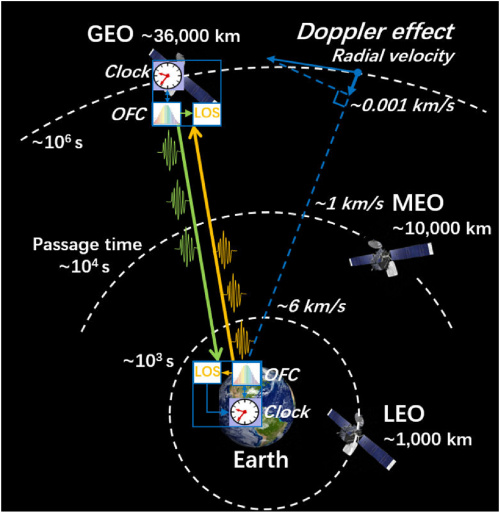 GEO ~36,000 km
Doppler effect
Radial velocity
Clock
~0.001 km/s
OFC
LOS
~10⁶ s
~1 km/s
MEO
~10,000 km
Passage time
~10⁴ s
~6 km/s
~10³ s
LOS
OFC
Clock
LEO
~1,000 km
Earth